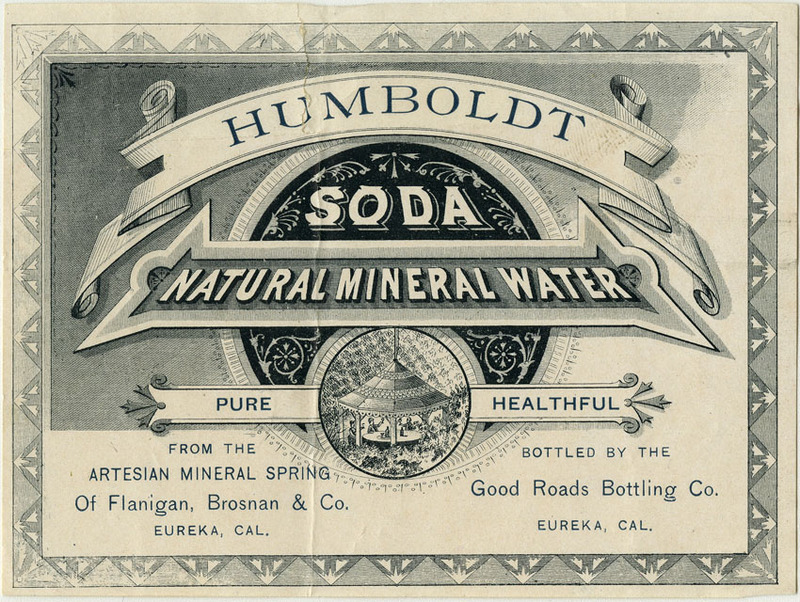 HUMBOLDT
SODA
NATURAL MINERAL WATER
PURE
HEALTHFUL
FROM THE
ARTESIAN MINERAL SPRING
Of Flanigan, Brosnan & Co.
EUREKA, CAL.
BOTTLED BY THE
Good Roads Bottling Co.
EUREKA, CAL.